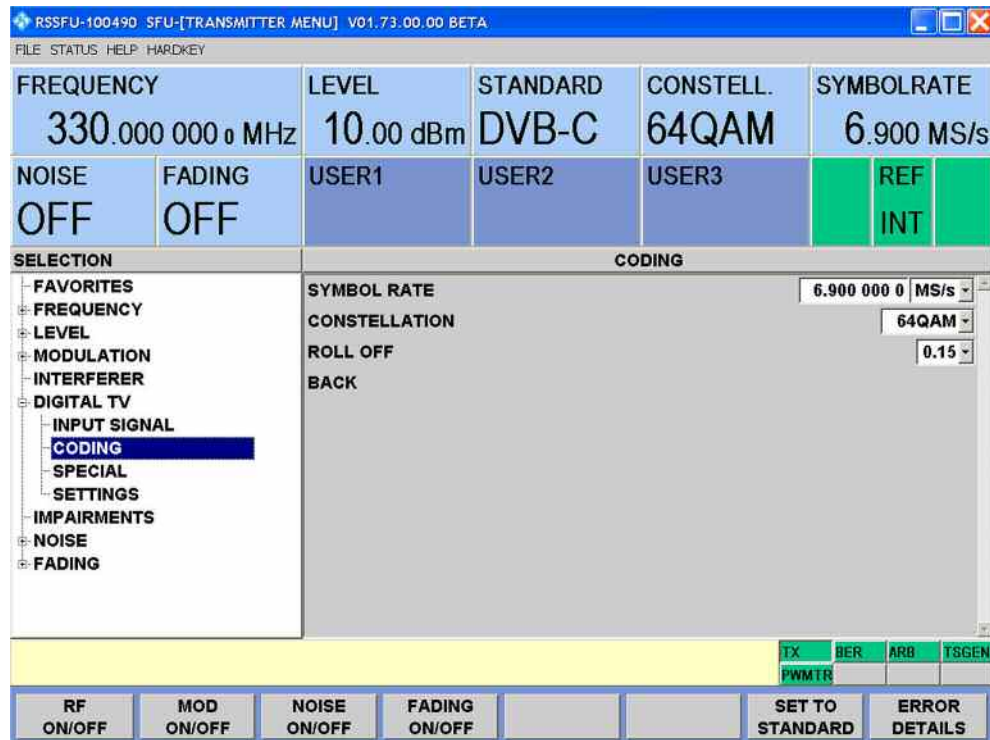 RSSFU-100490 SFU-[TRANSMITTER MENU] V01.73.00.00 BETA
FILE STATUS HELP HARDKEY
FREQUENCY LEVEL STANDARD CONSTELL. SYMBOLRATE
330.000 000 0 MHz 10.00 dBm DVB-C 64QAM 6.900 MS/s
NOISE FADING USER1 USER2 USER3 REF
OFF OFF INT
SELECTION CODING
FAVORITES
FREQUENCY
LEVEL
MODULATION
INTERFERER
DIGITAL TV
INPUT SIGNAL
CODING
SPECIAL
SETTINGS
IMPAIRMENTS
NOISE
FADING
SYMBOL RATE 6.900 000 0 MS/s
CONSTELLATION 64QAM
ROLL OFF 0.15
BACK
TX BER ARB TSGEN
PWMTR
RF ON/OFF MOD ON/OFF NOISE ON/OFF FADING ON/OFF SET TO STANDARD ERROR DETAILS